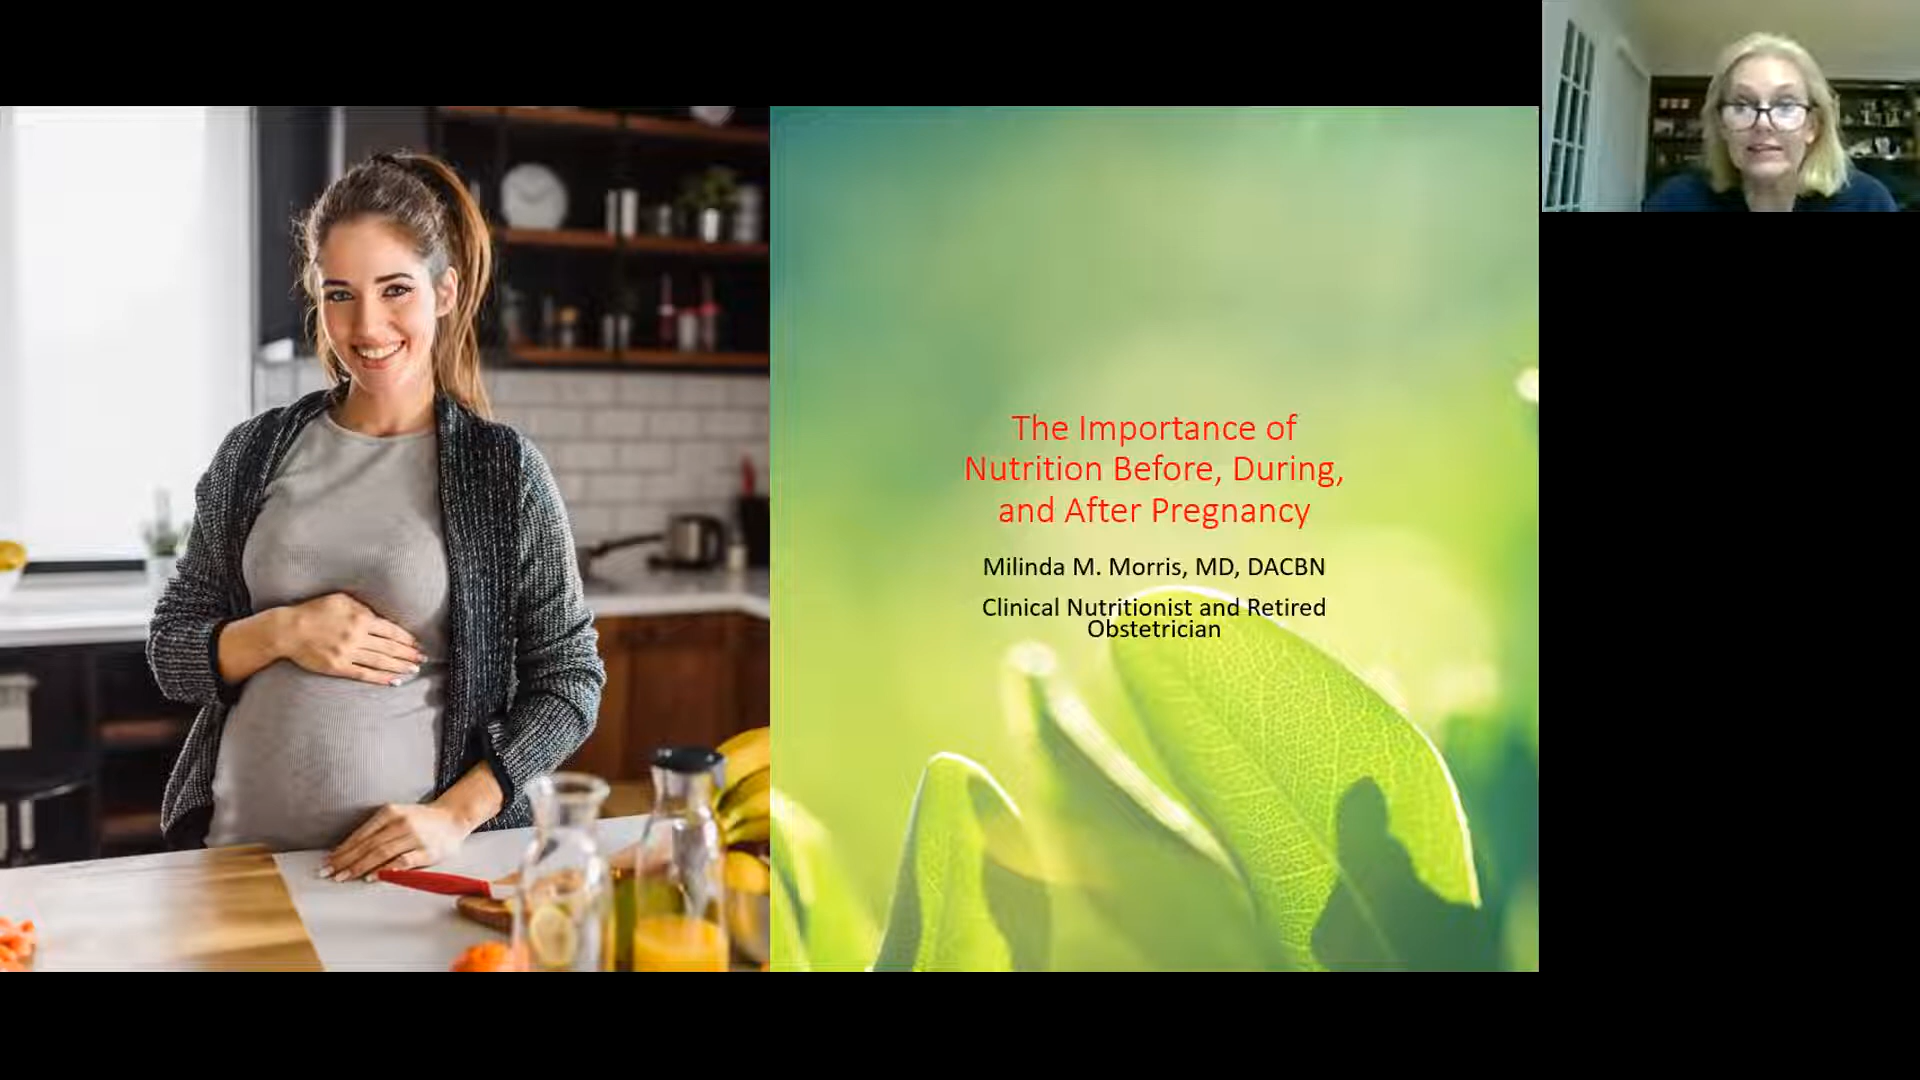 The Importance of
Nutrition Before, During,
and After Pregnancy
Milinda M. Morris, MD, DACBN
Clinical Nutritionist and Retired
Obstetrician